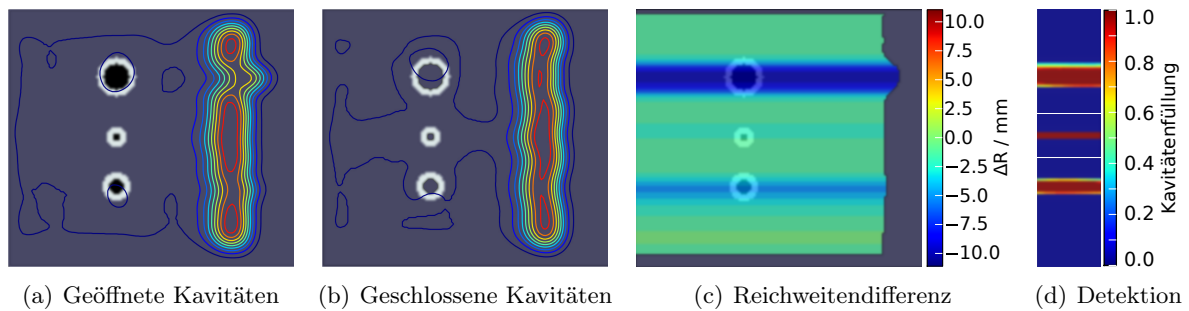 10.0
7.5
5.0
2.5
0.0
−2.5
−5.0
−7.5
−10.0
ΔR / mm
1.0
0.8
0.6
0.4
0.2
0.0
Kavitätenfüllung
(a) Geöffnete Kavitäten
(b) Geschlossene Kavitäten
(c) Reichweitendifferenz
(d) Detektion